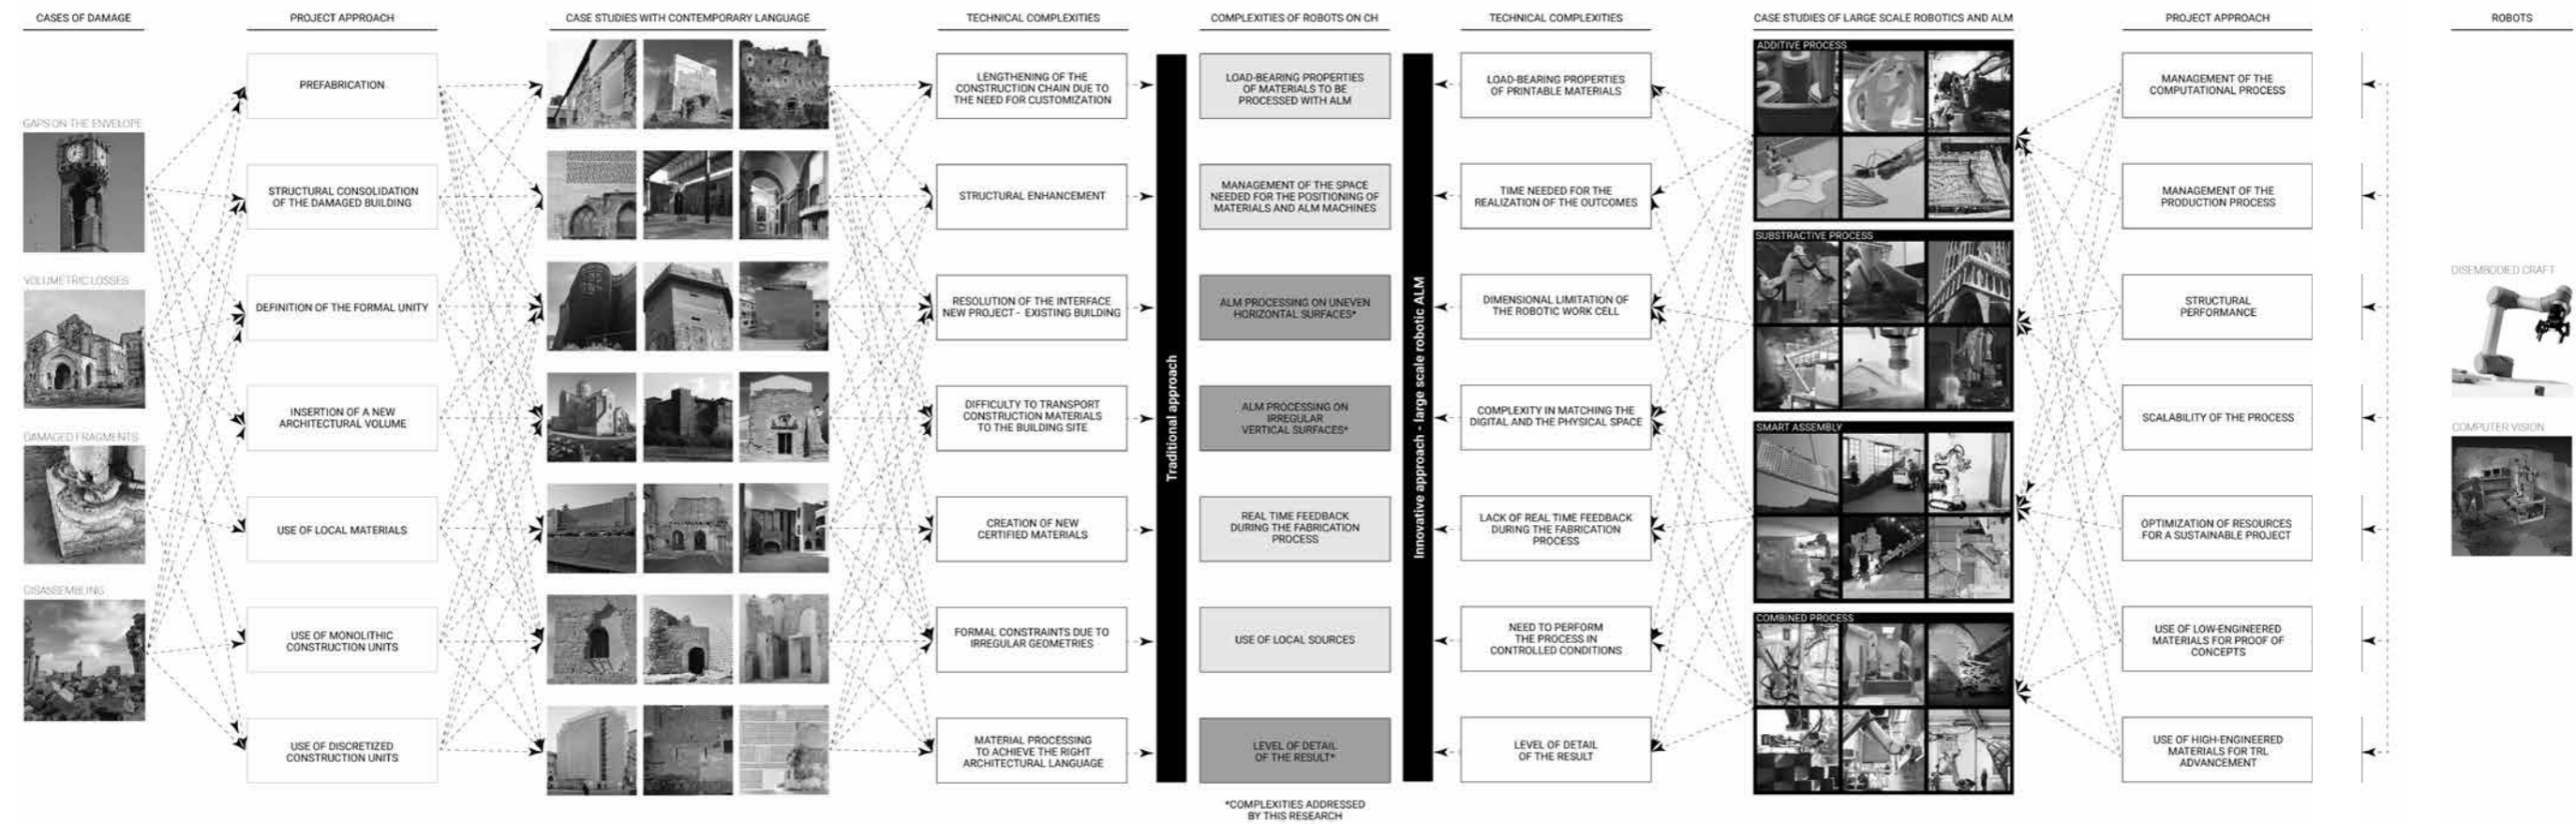 CASES OF DAMAGE
GAPS ON THE ENVELOPE
VOLUMETRIC LOSSES
DAMAGED FRAGMENTS
DISASSEMBLING
PROJECT APPROACH
PREFABRICATION
STRUCTURAL CONSOLIDATION
OF THE DAMAGED BUILDING
DEFINITION OF THE FORMAL UNITY
INSERTION OF A NEW
ARCHITECTURAL VOLUME
USE OF LOCAL MATERIALS
USE OF MONOLITHIC
CONSTRUCTION UNITS
USE OF DISCRETIZED
CONSTRUCTION UNITS
CASE STUDIES WITH CONTEMPORARY LANGUAGE
TECHNICAL COMPLEXITIES
LENGTHENING OF THE
CONSTRUCTION CHAIN DUE TO
THE NEED FOR CUSTOMIZATION
STRUCTURAL ENHANCEMENT
RESOLUTION OF THE INTERFACE
NEW PROJECT - EXISTING BUILDING
DIFFICULTY TO TRANSPORT
CONSTRUCTION MATERIALS
TO THE BUILDING SITE
CREATION OF NEW
CERTIFIED MATERIALS
FORMAL CONSTRAINTS DUE TO
IRREGULAR GEOMETRIES
MATERIAL PROCESSING
TO ACHIEVE THE RIGHT
ARCHITECTURAL LANGUAGE
Traditional approach
COMPLEXITIES OF ROBOTS ON CH
LOAD-BEARING PROPERTIES
OF MATERIALS TO BE
PROCESSED WITH ALM
MANAGEMENT OF THE SPACE
NEEDED FOR THE POSITIONING OF
MATERIALS AND ALM MACHINES
ALM PROCESSING ON UNEVEN
HORIZONTAL SURFACES*
ALM PROCESSING ON
IRREGULAR
VERTICAL SURFACES*
REAL TIME FEEDBACK
DURING THE FABRICATION
PROCESS
USE OF LOCAL SOURCES
LEVEL OF DETAIL
OF THE RESULT*
*COMPLEXITIES ADDRESSED
BY THIS RESEARCH
Innovative approach - large scale robotic ALM
TECHNICAL COMPLEXITIES
LOAD-BEARING PROPERTIES
OF PRINTABLE MATERIALS
TIME NEEDED FOR THE
REALIZATION OF THE OUTCOMES
DIMENSIONAL LIMITATION OF
THE ROBOTIC WORK CELL
COMPLEXITY IN MATCHING THE
DIGITAL AND THE PHYSICAL SPACE
LACK OF REAL TIME FEEDBACK
DURING THE FABRICATION
PROCESS
NEED TO PERFORM
THE PROCESS IN
CONTROLLED CONDITIONS
LEVEL OF DETAIL
OF THE RESULT
CASE STUDIES OF LARGE SCALE ROBOTICS AND ALM
ADDITIVE PROCESS
SUBSTRACTIVE PROCESS
SMART ASSEMBLY
COMBINED PROCESS
PROJECT APPROACH
MANAGEMENT OF THE
COMPUTATIONAL PROCESS
MANAGEMENT OF THE
PRODUCTION PROCESS
STRUCTURAL
PERFORMANCE
SCALABILITY OF THE PROCESS
OPTIMIZATION OF RESOURCES
FOR A SUSTAINABLE PROJECT
USE OF LOW-ENGINEERED
MATERIALS FOR PROOF OF
CONCEPTS
USE OF HIGH-ENGINEERED
MATERIALS FOR TRL
ADVANCEMENT
ROBOTS
DISEMBODIED CRAFT
COMPUTER VISION